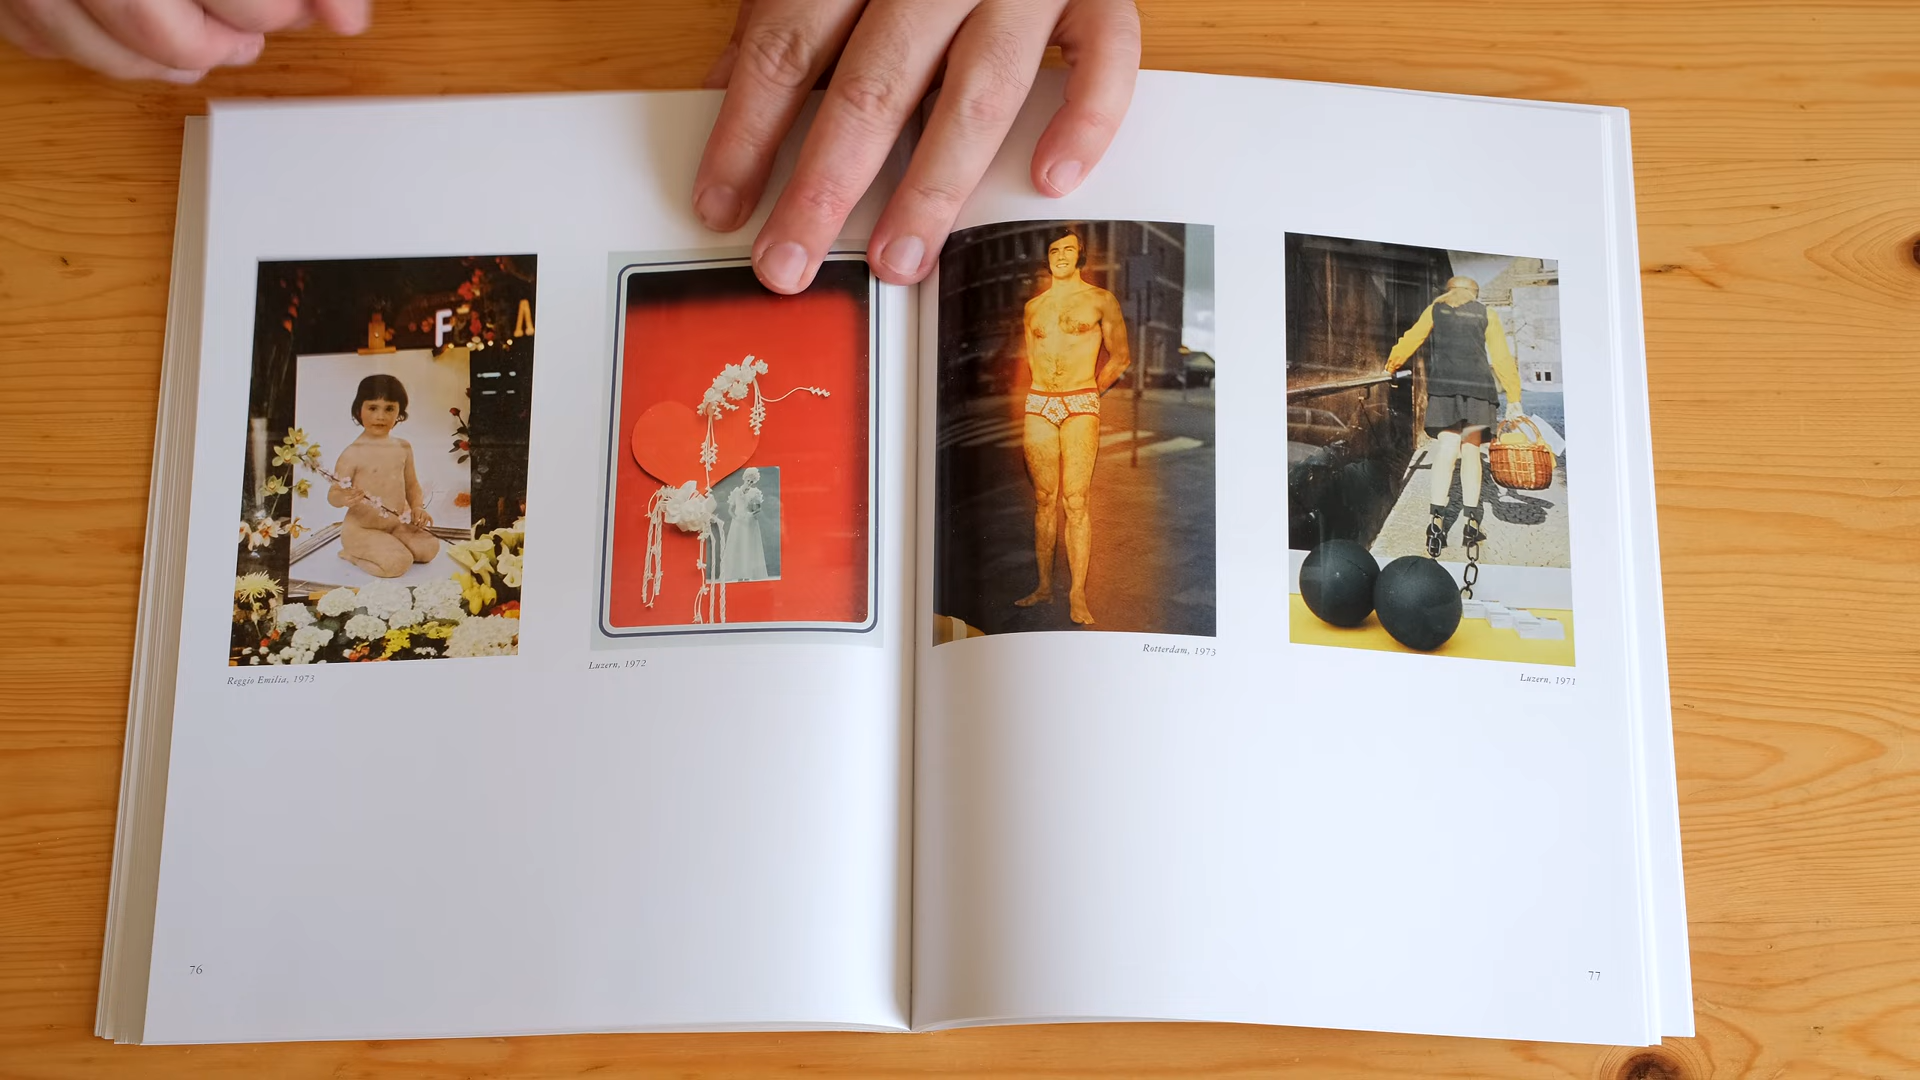 F
A
Reggio Emilia, 1973
Luzern, 1972
Rotterdam, 1973
Luzern, 1971
76
77